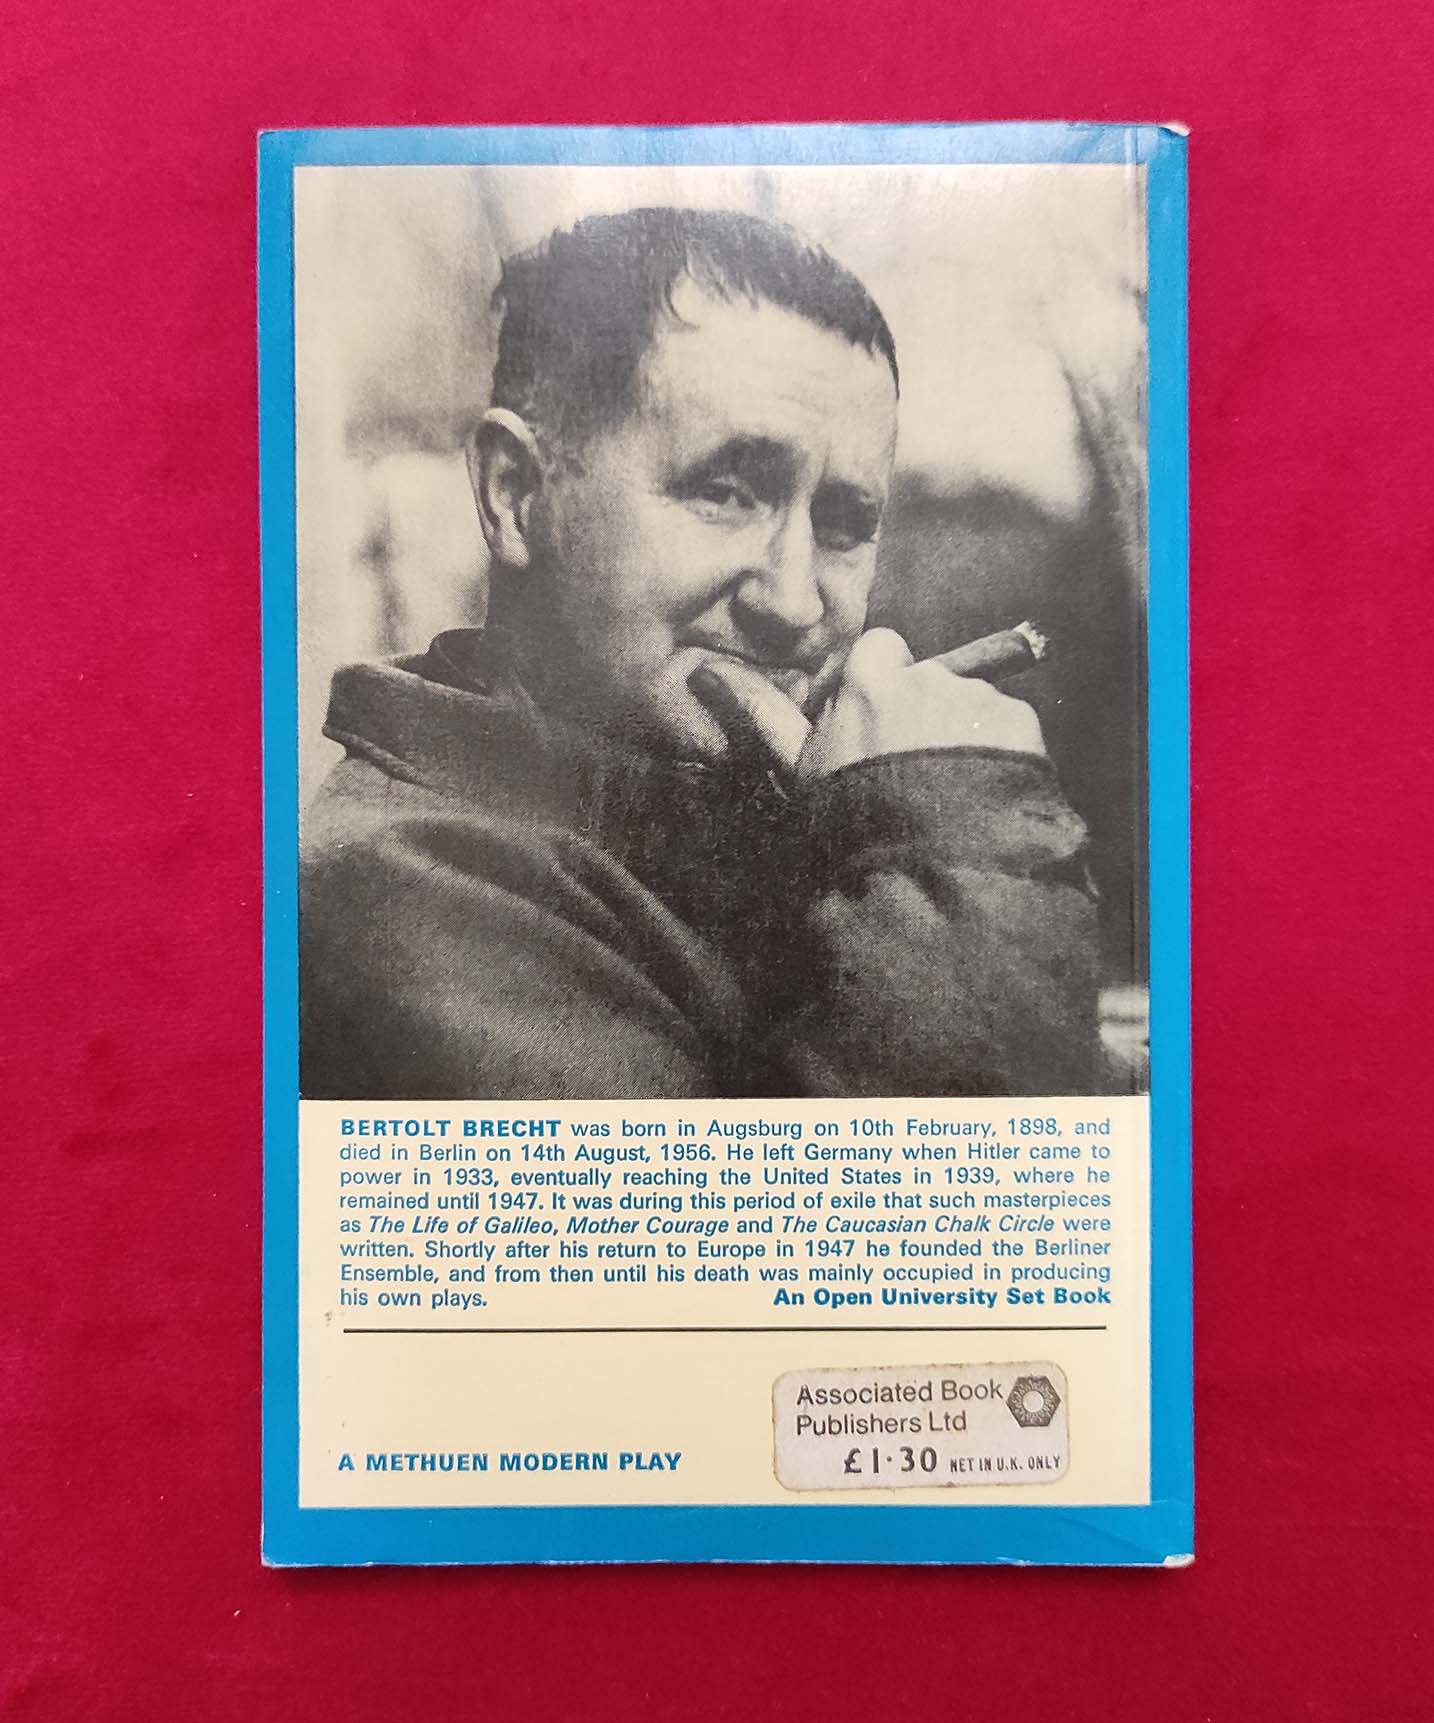 BERTOLT BRECHT was born in Augsburg on 10th February, 1898, and
died in Berlin on 14th August, 1956. He left Germany when Hitler came to
power in 1933, eventually reaching the United States in 1939, where he
remained until 1947. It was during this period of exile that such masterpieces
as The Life of Galileo, Mother Courage and The Caucasian Chalk Circle were
written. Shortly after his return to Europe in 1947 he founded the Berliner
Ensemble, and from then until his death was mainly occupied in producing
his own plays. An Open University Set Book
Associated Book
Publishers Ltd
£1·30 NET IN U.K. ONLY
A METHUEN MODERN PLAY